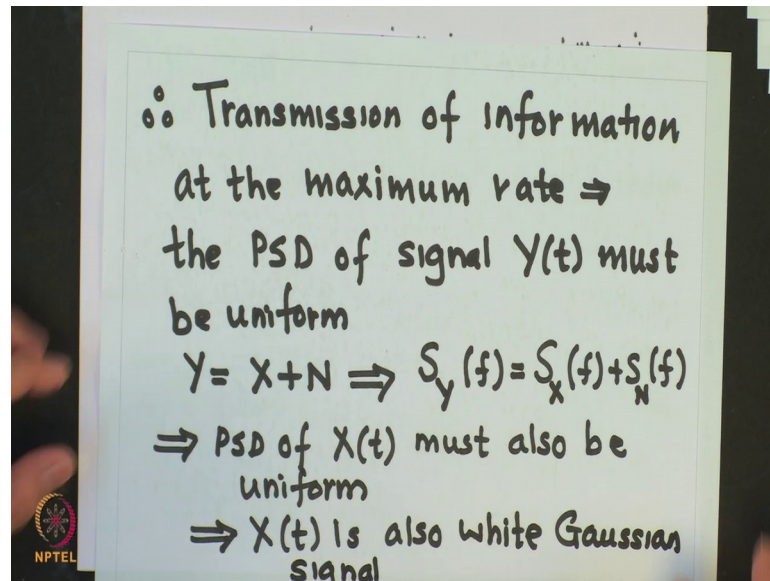 ∴ Transmission of information
at the maximum rate ⇒
the PSD of signal Y(t) must
be uniform
Y = X+N ⇒ S_Y(f) = S_X(f) + S_N(f)
⇒ PSD of X(t) must also be
uniform
⇒ X(t) is also white Gaussian
signal
NPTEL